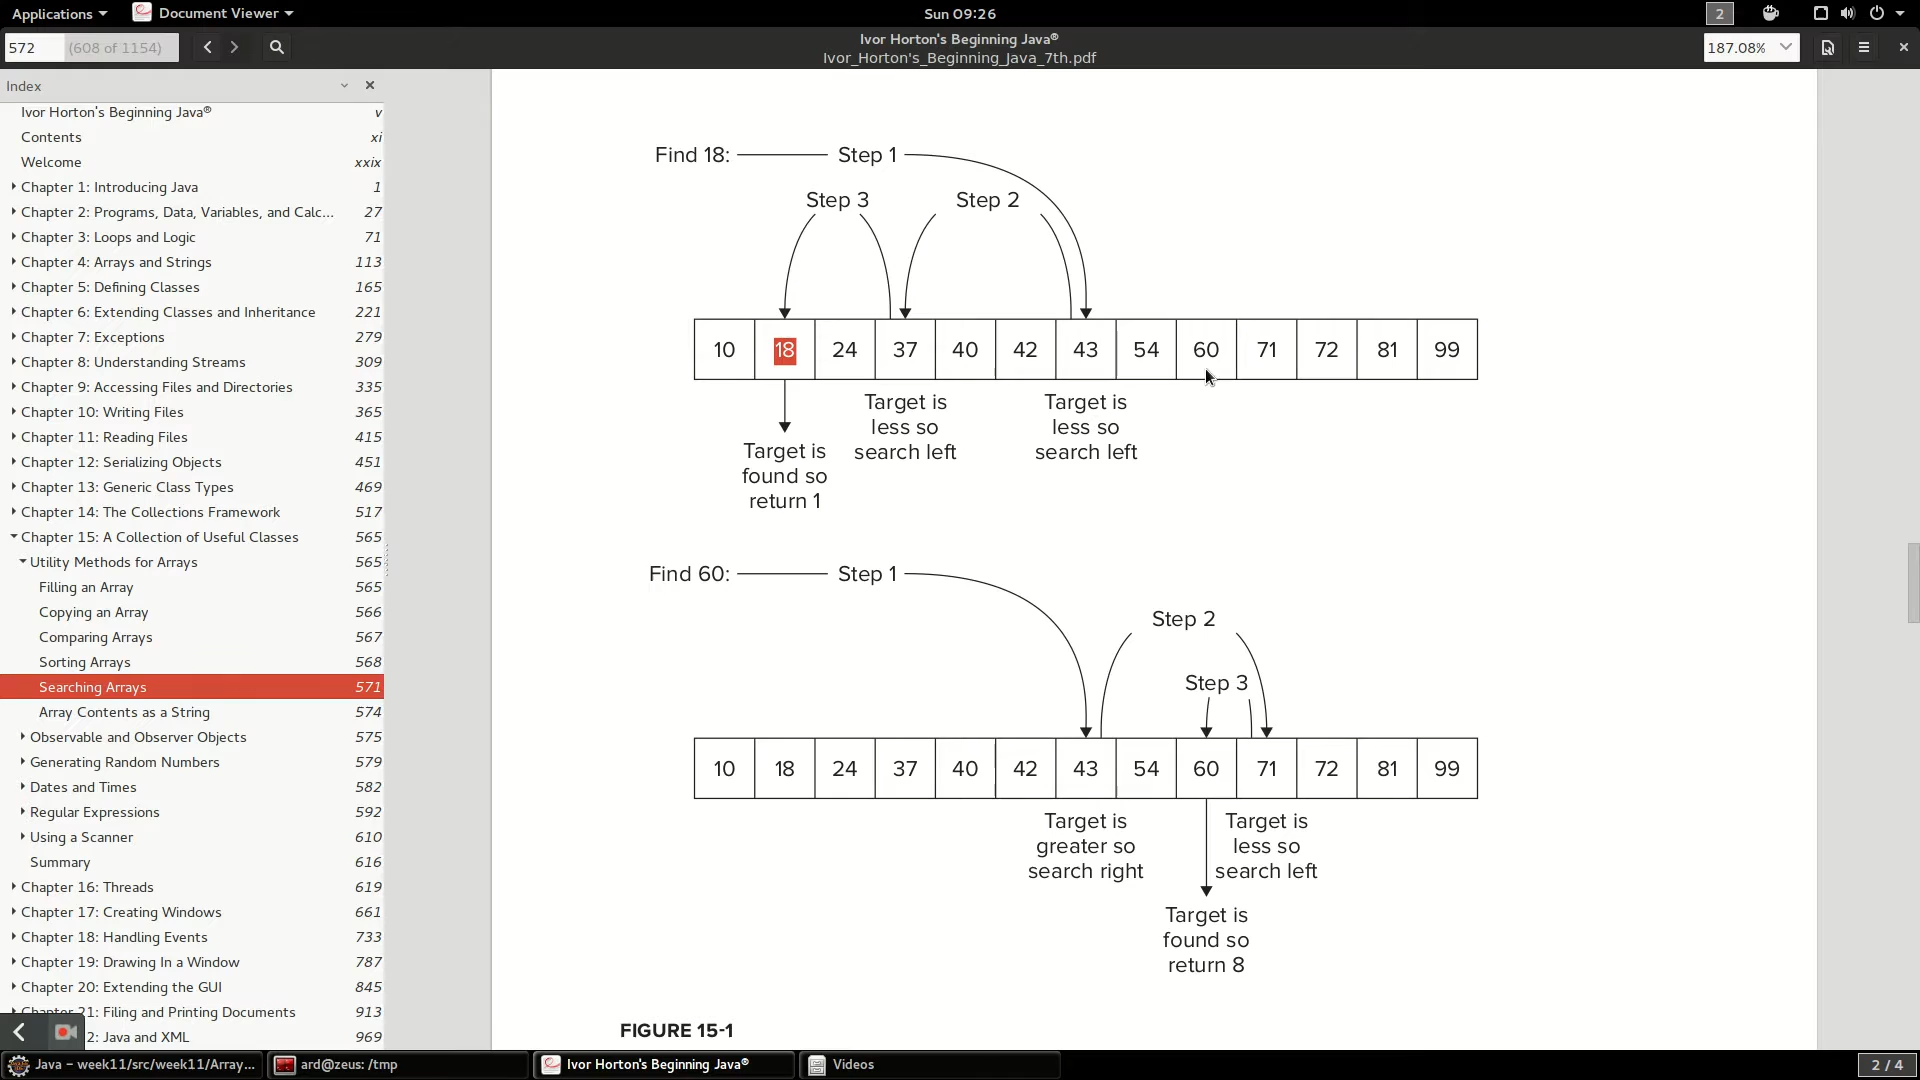 Applications
Document Viewer
Sun 09:26
2
572
(608 of 1154)
Ivor Horton's Beginning Java®
Ivor_Horton's_Beginning_Java_7th.pdf
187.08%
Index
Ivor Horton's Beginning Java® v
Contents xi
Welcome xxix
Chapter 1: Introducing Java 1
Chapter 2: Programs, Data, Variables, and Calc... 27
Chapter 3: Loops and Logic 71
Chapter 4: Arrays and Strings 113
Chapter 5: Defining Classes 165
Chapter 6: Extending Classes and Inheritance 221
Chapter 7: Exceptions 279
Chapter 8: Understanding Streams 309
Chapter 9: Accessing Files and Directories 335
Chapter 10: Writing Files 365
Chapter 11: Reading Files 415
Chapter 12: Serializing Objects 451
Chapter 13: Generic Class Types 469
Chapter 14: The Collections Framework 517
Chapter 15: A Collection of Useful Classes 565
Utility Methods for Arrays 565
Filling an Array 565
Copying an Array 566
Comparing Arrays 567
Sorting Arrays 568
Searching Arrays 571
Array Contents as a String 574
Observable and Observer Objects 575
Generating Random Numbers 579
Dates and Times 582
Regular Expressions 592
Using a Scanner 610
Summary 616
Chapter 16: Threads 619
Chapter 17: Creating Windows 661
Chapter 18: Handling Events 733
Chapter 19: Drawing In a Window 787
Chapter 20: Extending the GUI 845
Chapter 21: Filing and Printing Documents 913
2: Java and XML 969
Find 18: Step 1
Step 3 Step 2
10 18 24 37 40 42 43 54 60 71 72 81 99
Target is
found so
return 1
Target is
less so
search left
Target is
less so
search left
Find 60: Step 1
Step 2
Step 3
10 18 24 37 40 42 43 54 60 71 72 81 99
Target is
greater so
search right
Target is
less so
search left
Target is
found so
return 8
FIGURE 15-1
Java - week11/src/week11/Array...
ard@zeus: /tmp
Ivor Horton's Beginning Java®
Videos
2 / 4